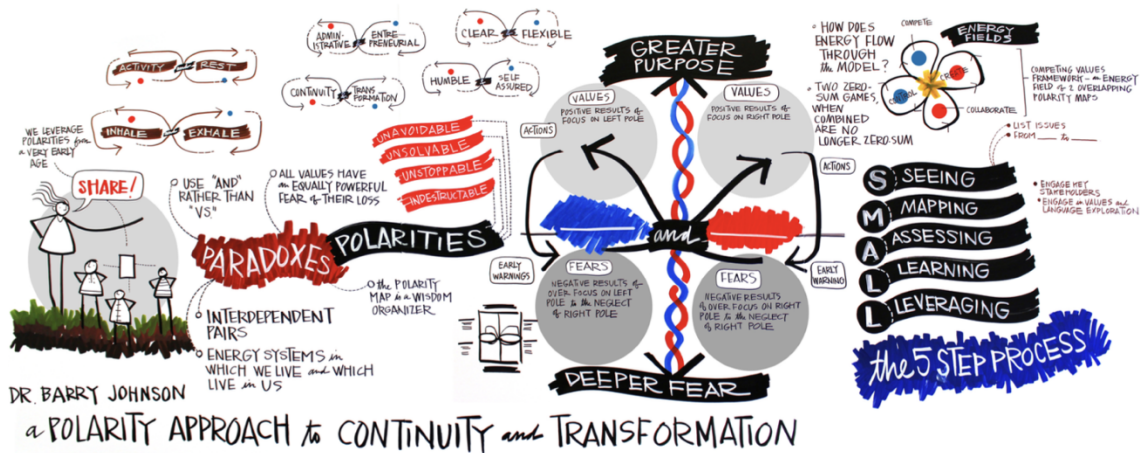 ACTIVITY REST
INHALE EXHALE
ADMIN-
ISTRATIVE
ENTRE-
PRENEURIAL
CLEAR FLEXIBLE
CONTINUITY
TRANS
FORMATION
HUMBLE
SELF
ASSURED
WE LEVERAGE
POLARITIES from
a VERY EARLY
AGE
SHARE!
USE "AND"
RATHER THAN
"VS."
ALL VALUES HAVE
an EQUALLY POWERFUL
FEAR of THEIR LOSS
UNAVOIDABLE
UNSOLVABLE
UNSTOPPABLE
INDESTRUCTABLE
PARADOXES
POLARITIES
the POLARITY
MAP is a WISDOM
ORGANIZER
INTERDEPENDENT
PAIRS
ENERGY SYSTEMS in
WHICH WE LIVE and WHICH
LIVE in US
GREATER
PURPOSE
VALUES
POSITIVE RESULTS of
FOCUS ON LEFT POLE
VALUES
POSITIVE RESULTS of
FOCUS ON RIGHT POLE
ACTIONS
ACTIONS
and
EARLY
WARNINGS
EARLY
WARNING
FEARS
NEGATIVE RESULTS of
OVER FOCUS ON LEFT
POLE to the NEGLECT
of RIGHT POLE
FEARS
NEGATIVE RESULTS
of OVER FOCUS ON RIGHT
POLE to the NEGLECT
of RIGHT POLE
DEEPER FEAR
HOW DOES
ENERGY FLOW
THROUGH
the MODEL?
TWO ZERO-
SUM GAMES,
WHEN
COMBINED
ARE NO
LONGER ZERO.SUM
COMPETE
CREATE
CONTROL
COLLABORATE
ENERGY
FIELDS
COMPETING VALUES
FRAMEWORK - an ENERGY
FIELD of 2 OVERLAPPING
POLARITY MAPS
LIST ISSUES
FROM ___ to ___
ENGAGE KEY
STAKEHOLDERS
ENGAGE in VALUES and
LANGUAGE EXPLORATION
S SEEING
M MAPPING
A ASSESSING
L LEARNING
L LEVERAGING
the 5 STEP PROCESS
DR. BARRY JOHNSON
a POLARITY APPROACH to CONTINUITY and TRANSFORMATION